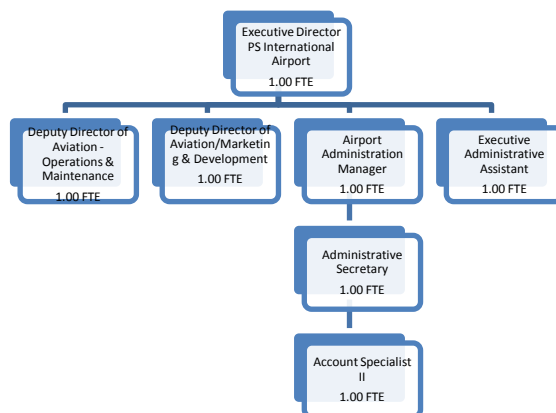 Executive Director
PS International
Airport
1.00 FTE
Deputy Director of
Aviation -
Operations &
Maintenance
1.00 FTE
Deputy Director of
Aviation/Marketin
g & Development
1.00 FTE
Airport
Administration
Manager
1.00 FTE
Executive
Administrative
Assistant
1.00 FTE
Administrative
Secretary
1.00 FTE
Account Specialist
II
1.00 FTE